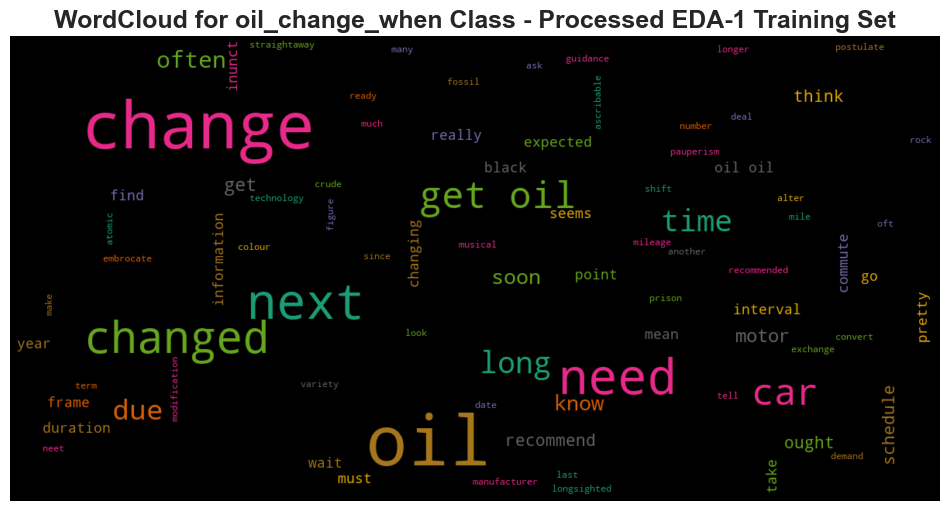 WordCloud for oil_change_when Class - Processed EDA-1 Training Set
straightaway
many
longer
postulate
often
inunct
ask
guidance
fossil
ascribable
ready
think
change
much
really
expected
number
deal
rock
pauperism
black
oil oil
find
get
crude
technology
get oil
shift
alter
figure
seems
time
mile
oft
atomic
information
colour
changing
musical
mileage
another
commute
embrocate
since
soon
point
recommended
go
make
next
prison
interval
pretty
changed
look
mean
motor
convert
year
exchange
long
modification
variety
need
term
car
tell
frame
due
date
know
schedule
duration
oil
recommend
ought
neet
wait
must
last
manufacturer
longsighted
take
demand